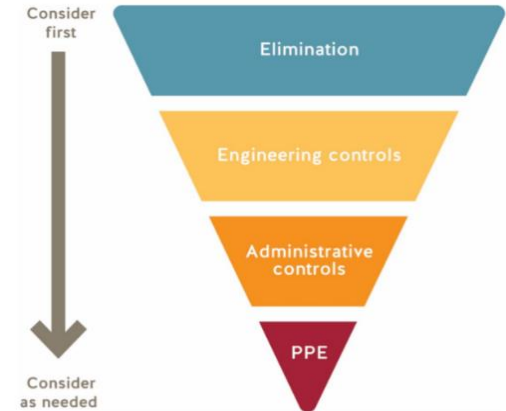 Consider
first
Elimination
Engineering controls
Administrative
controls
PPE
Consider
as needed